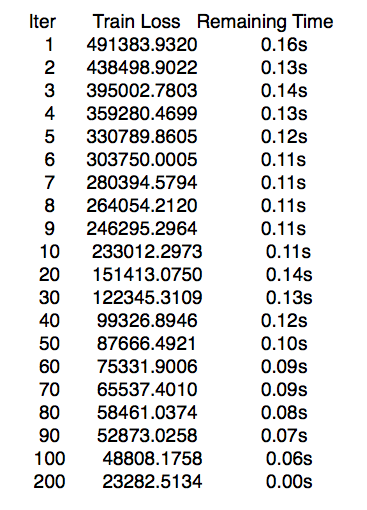 Iter Train Loss Remaining Time
1 491383.9320 0.16s
2 438498.9022 0.13s
3 395002.7803 0.14s
4 359280.4699 0.13s
5 330789.8605 0.12s
6 303750.0005 0.11s
7 280394.5794 0.11s
8 264054.2120 0.11s
9 246295.2964 0.11s
10 233012.2973 0.11s
20 151413.0750 0.14s
30 122345.3109 0.13s
40 99326.8946 0.12s
50 87666.4921 0.10s
60 75331.9006 0.09s
70 65537.4010 0.09s
80 58461.0374 0.08s
90 52873.0258 0.07s
100 48808.1758 0.06s
200 23282.5134 0.00s